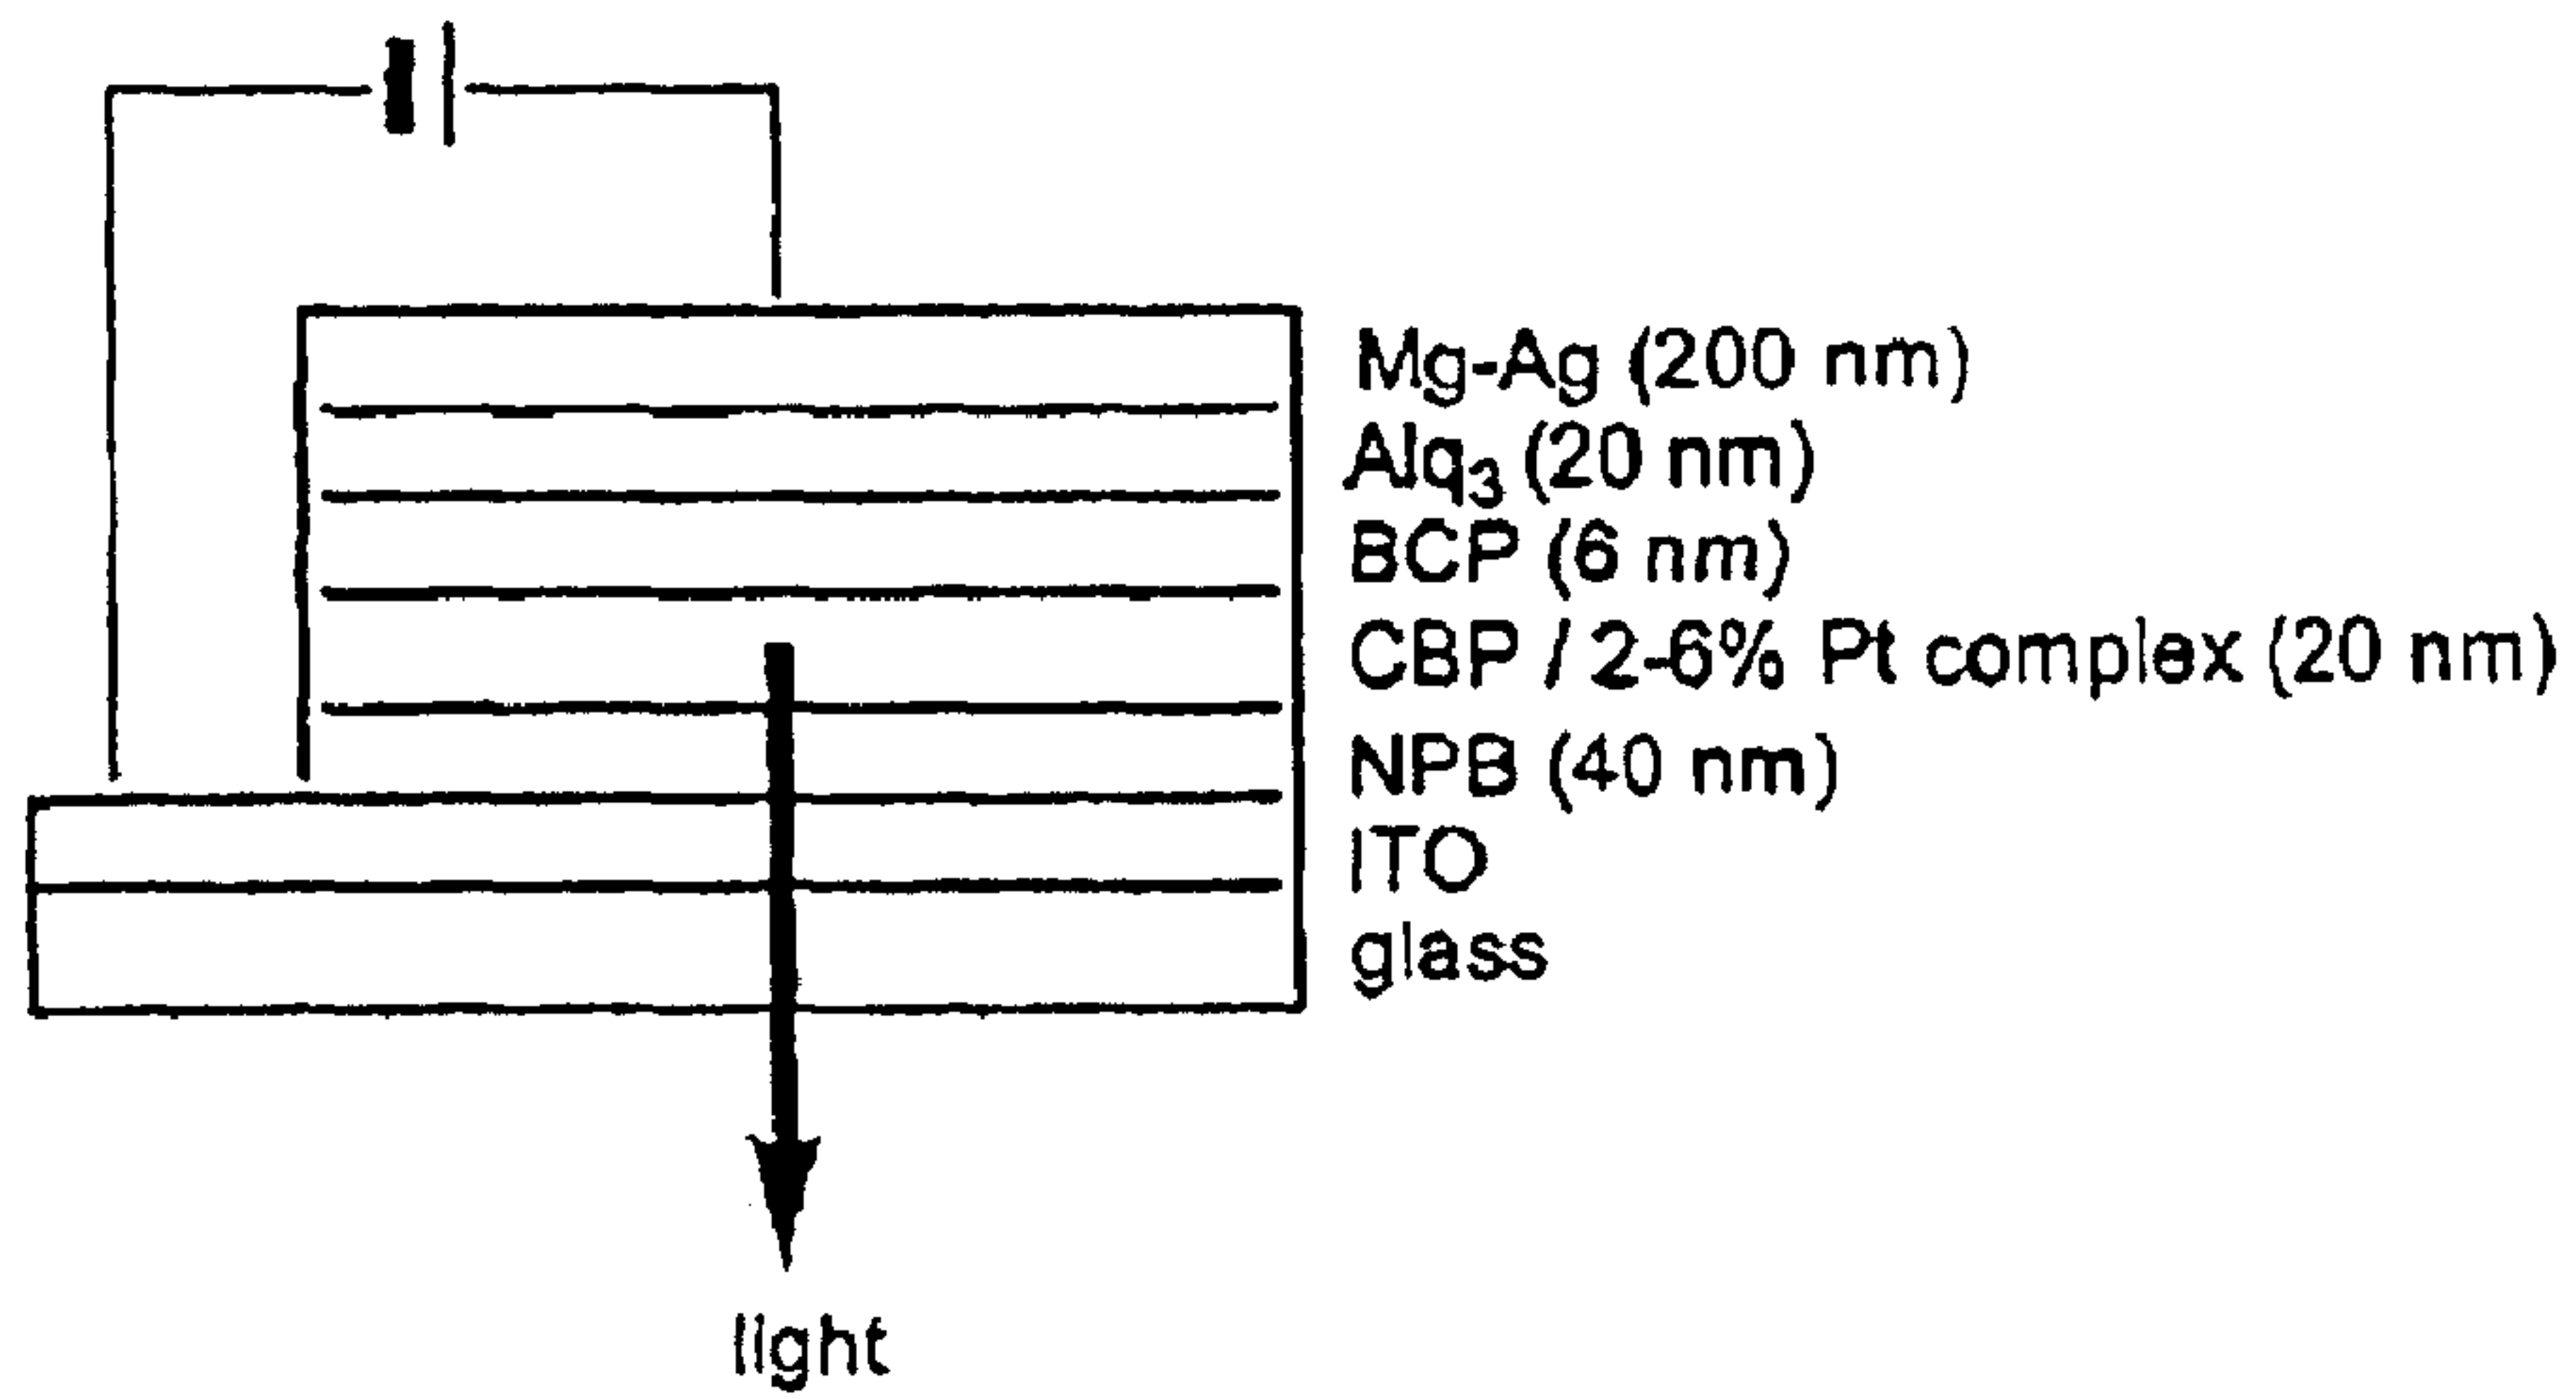 Mg-Ag (200 nm)
Alq₃ (20 nm)
BCP (6 nm)
CBP / 2-6% Pt complex (20 nm)
NPB (40 nm)
ITO
glass
light